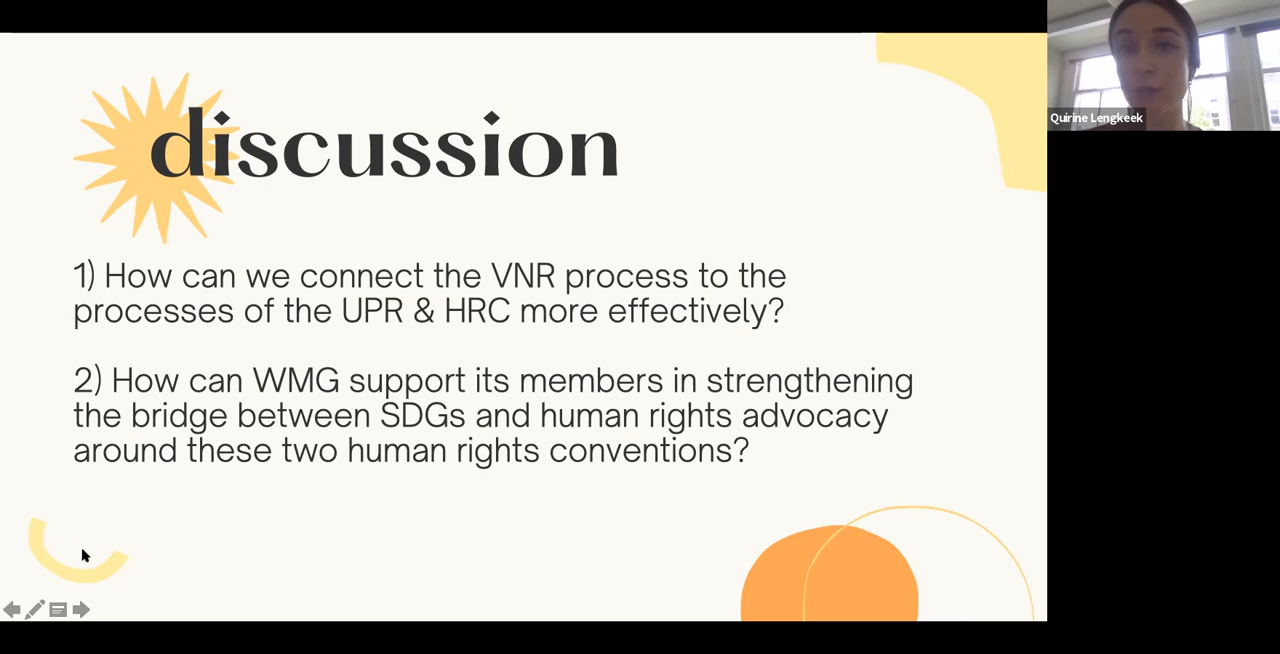 discussion
1) How can we connect the VNR process to the
processes of the UPR & HRC more effectively?
2) How can WMG support its members in strengthening
the bridge between SDGs and human rights advocacy
around these two human rights conventions?
Quirine Lengkeek